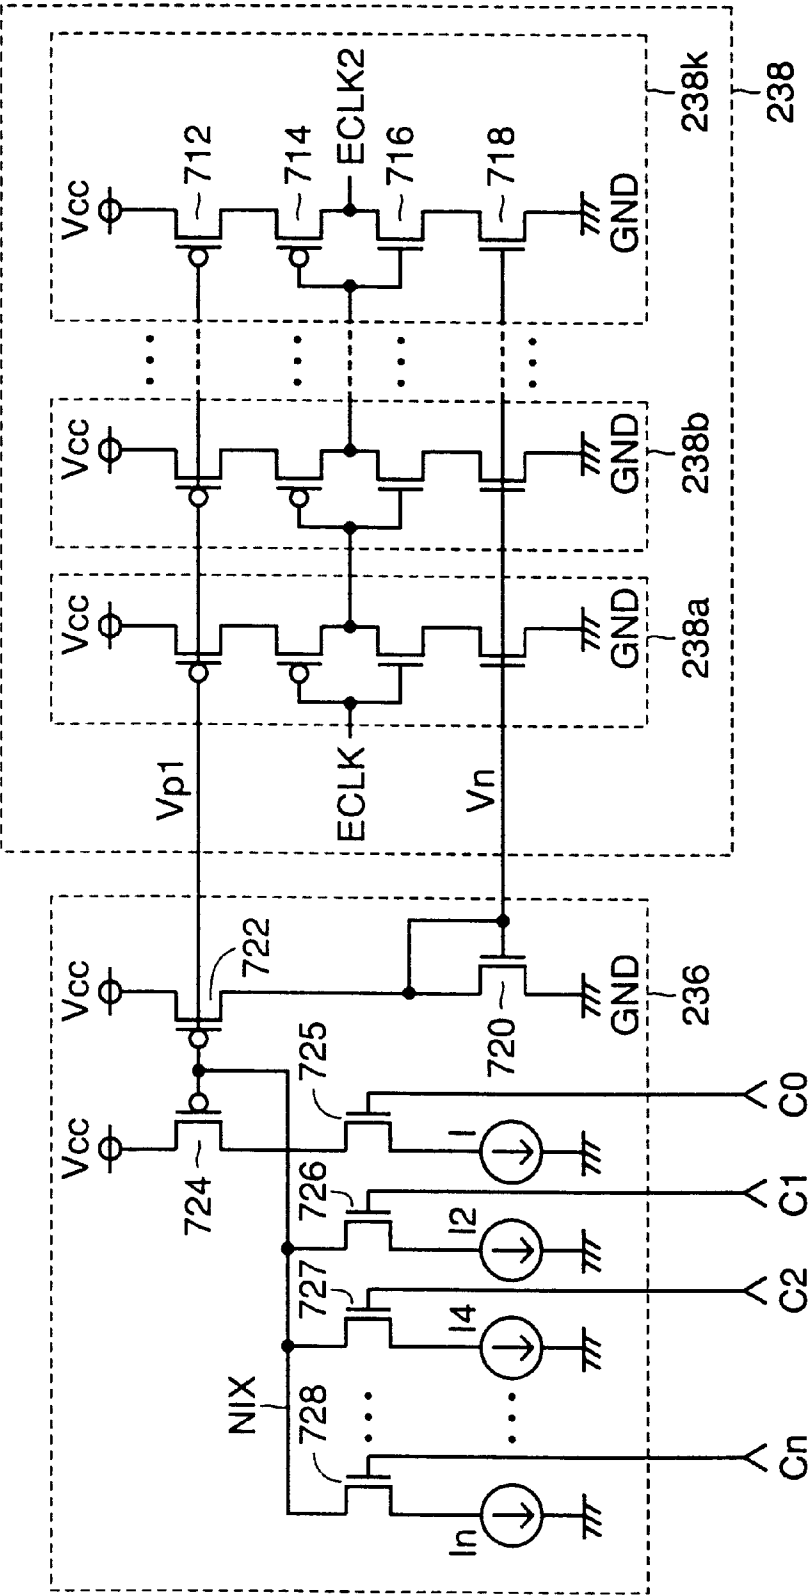 Vcc
Vcc
Vcc
Vcc
Vcc
724
Vp1
712
NIX
722
728
727
726
725
714
ECLK
ECLK2
716
In
I4
I2
I
Vn
720
718
GND
GND
GND
GND
236
238a
238b
238k
Cn
C2
C1
C0
238